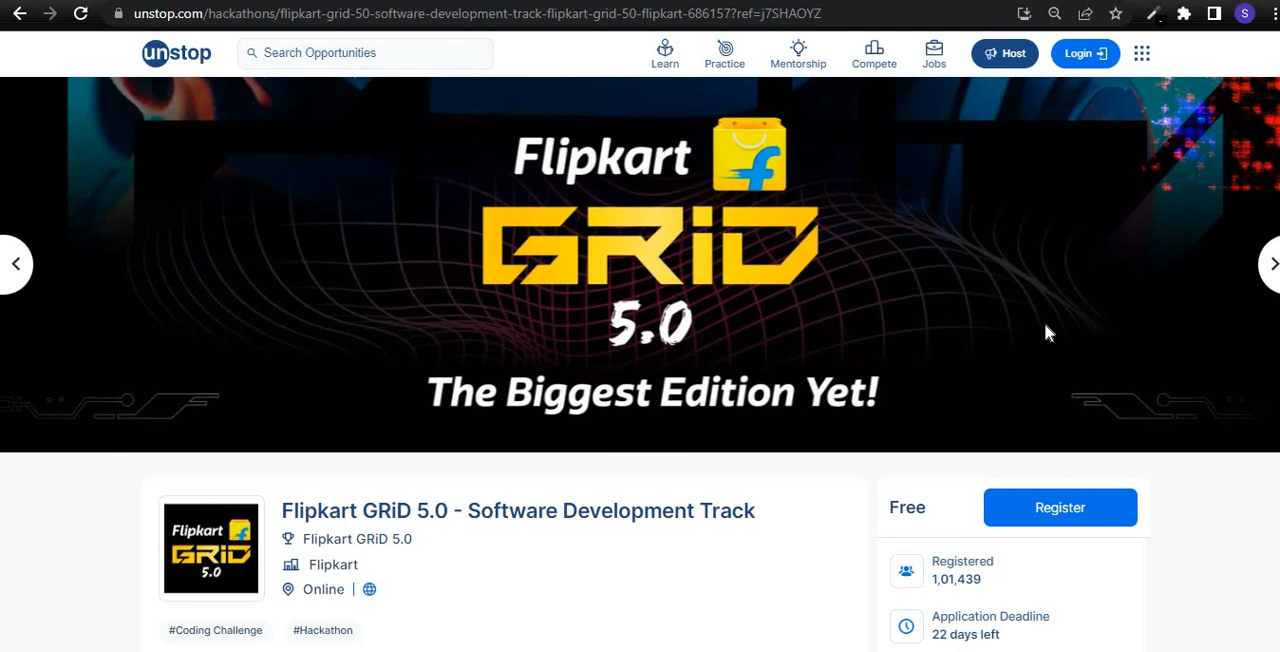 unstop.com/hackathons/flipkart-grid-50-software-development-track-flipkart-grid-50-flipkart-686157?ref=j7SHAOYZ
S
unstop
Search Opportunities
Learn
Practice
Mentorship
Compete
Jobs
Host
Login
Flipkart
GRiD
5.0
The Biggest Edition Yet!
Flipkart
GRiD
5.0
Flipkart GRiD 5.0 - Software Development Track
Flipkart GRiD 5.0
Flipkart
Online |
#Coding Challenge
#Hackathon
Free
Register
Registered
1,01,439
Application Deadline
22 days left